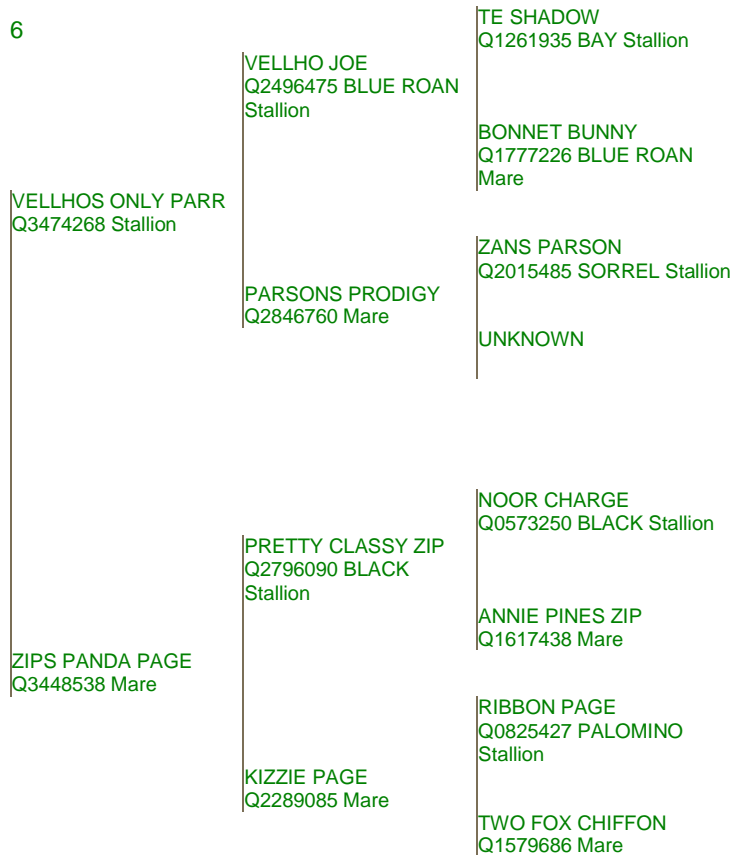 6
TE SHADOW
Q1261935 BAY Stallion
VELLHO JOE
Q2496475 BLUE ROAN
Stallion
BONNET BUNNY
Q1777226 BLUE ROAN
Mare
VELLHOS ONLY PARR
Q3474268 Stallion
ZANS PARSON
Q2015485 SORREL Stallion
PARSONS PRODIGY
Q2846760 Mare
UNKNOWN
NOOR CHARGE
Q0573250 BLACK Stallion
PRETTY CLASSY ZIP
Q2796090 BLACK
Stallion
ANNIE PINES ZIP
Q1617438 Mare
ZIPS PANDA PAGE
Q3448538 Mare
RIBBON PAGE
Q0825427 PALOMINO
Stallion
KIZZIE PAGE
Q2289085 Mare
TWO FOX CHIFFON
Q1579686 Mare